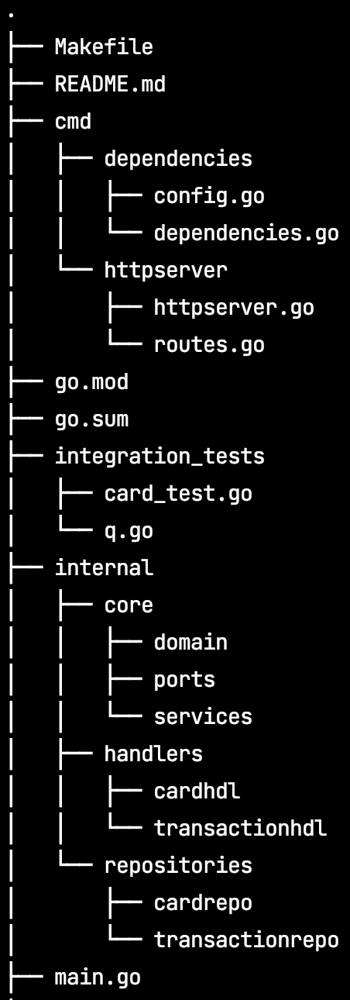 .
├── Makefile
├── README.md
├── cmd
│   ├── dependencies
│   │   ├── config.go
│   │   └── dependencies.go
│   └── httpserver
│       ├── httpserver.go
│       └── routes.go
├── go.mod
├── go.sum
├── integration_tests
│   ├── card_test.go
│   └── q.go
├── internal
│   ├── core
│   │   ├── domain
│   │   ├── ports
│   │   └── services
│   ├── handlers
│   │   ├── cardhdl
│   │   └── transactionhdl
│   └── repositories
│       ├── cardrepo
│       └── transactionrepo
├── main.go